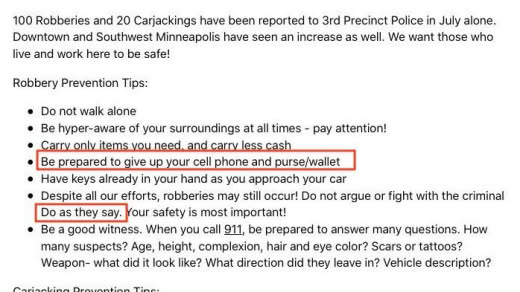 100 Robberies and 20 Carjackings have been reported to 3rd Precinct Police in July alone.
Downtown and Southwest Minneapolis have seen an increase as well. We want those who
live and work here to be safe!
Robbery Prevention Tips:
• Do not walk alone
• Be hyper-aware of your surroundings at all times - pay attention!
• Carry only items you need, and carry less cash
• Be prepared to give up your cell phone and purse/wallet
• Have keys already in your hand as you approach your car
• Despite all our efforts, robberies may still occur! Do not argue or fight with the criminal
Do as they say. Your safety is most important!
• Be a good witness. When you call 911, be prepared to answer many questions. How
many suspects? Age, height, complexion, hair and eye color? Scars or tattoos?
Weapon- what did it look like? What direction did they leave in? Vehicle description?
Carjacking Prevention Tips: